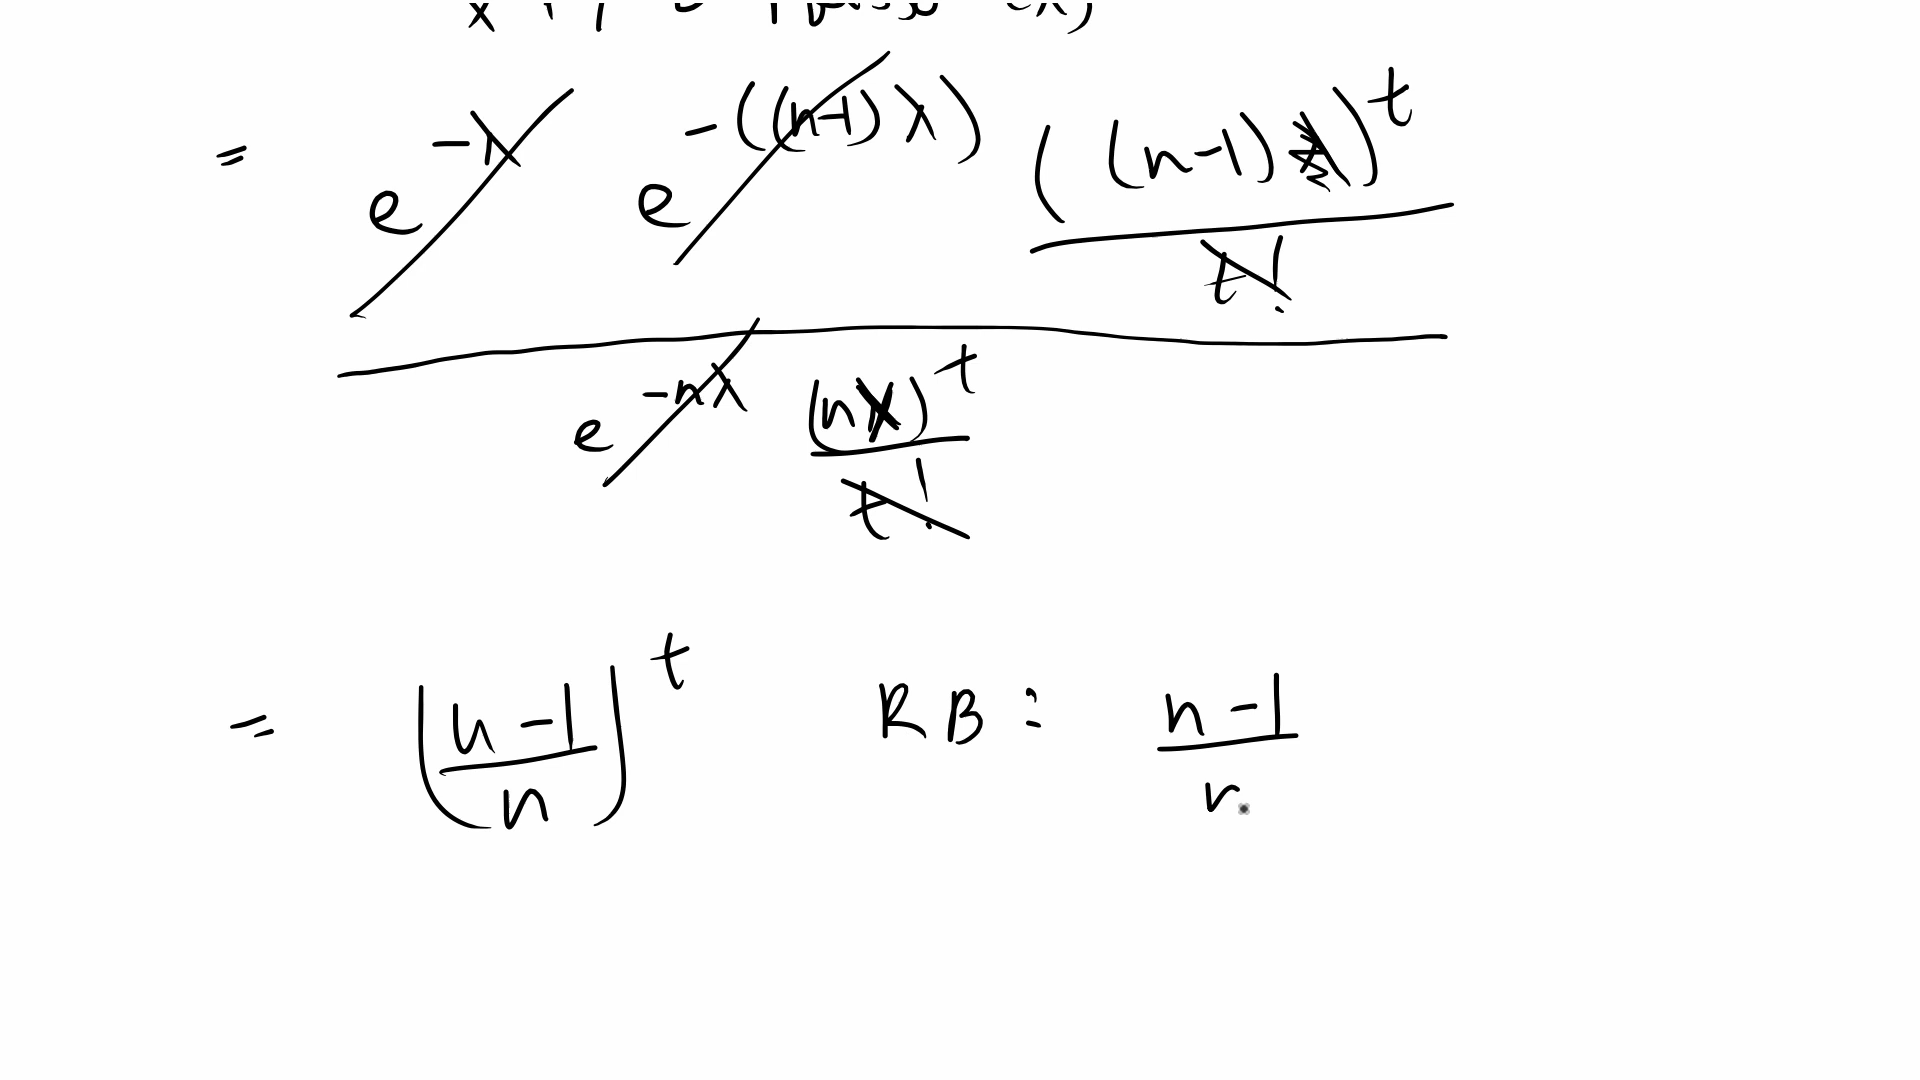 = e^{-λ} e^{-((n-1)λ)} ((n-1)λ)^t / t!
e^{-nλ} (nλ)^t / t!
= ((n-1)/n)^t RB: (n-1)/n